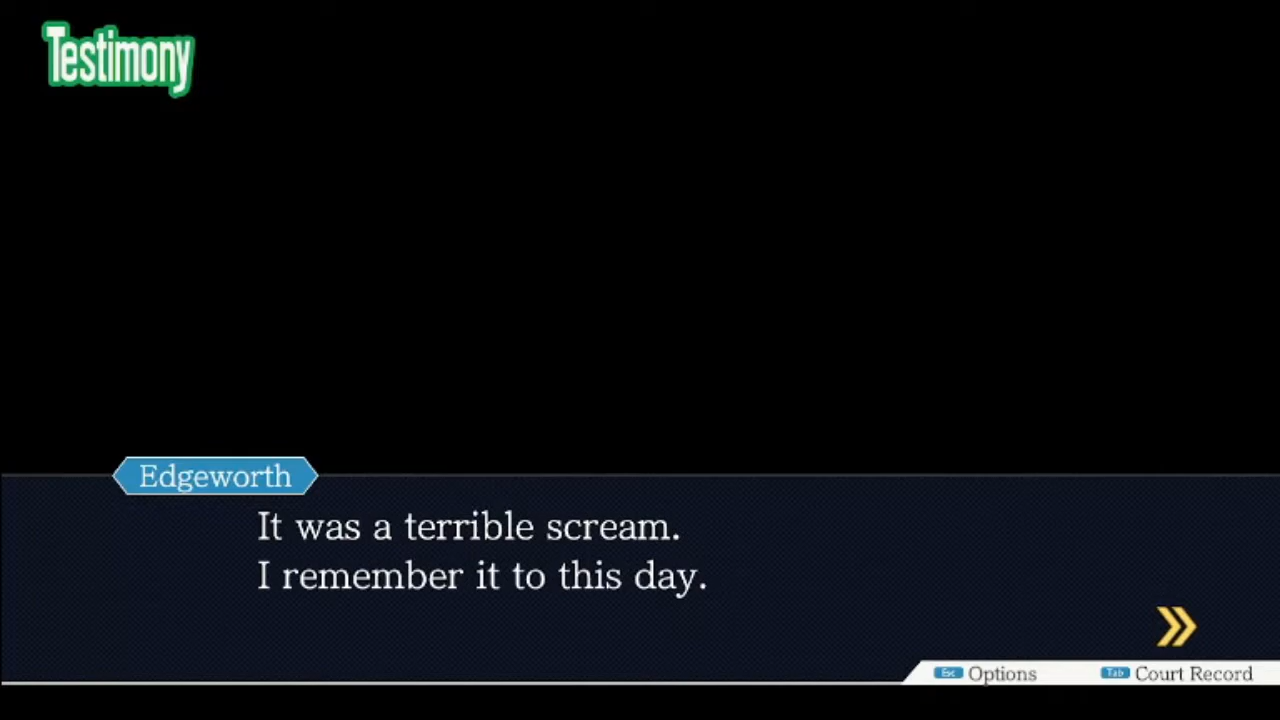 Testimony
Edgeworth
It was a terrible scream.
I remember it to this day.
Esc Options Tab Court Record